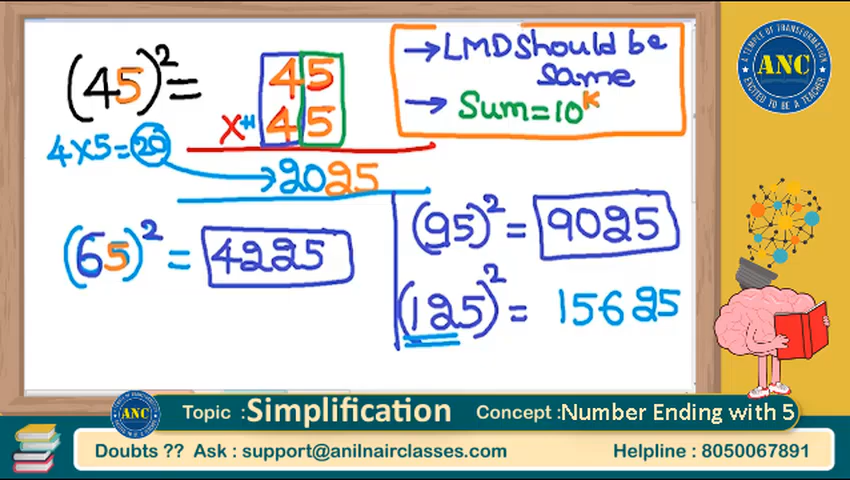 (45)² =
45
x 45
4×5=20
2025
→ LMD should be
same
→ Sum = 10ᴷ
(65)² = 4225
(95)² = 9025
(125)² = 15625
A TEMPLE OF TRANSFORMATION
ANC
EXCITED TO BE A TEACHER
ANC
Topic : Simplification Concept : Number Ending with 5
Doubts ?? Ask : support@anilnairclasses.com Helpline : 8050067891